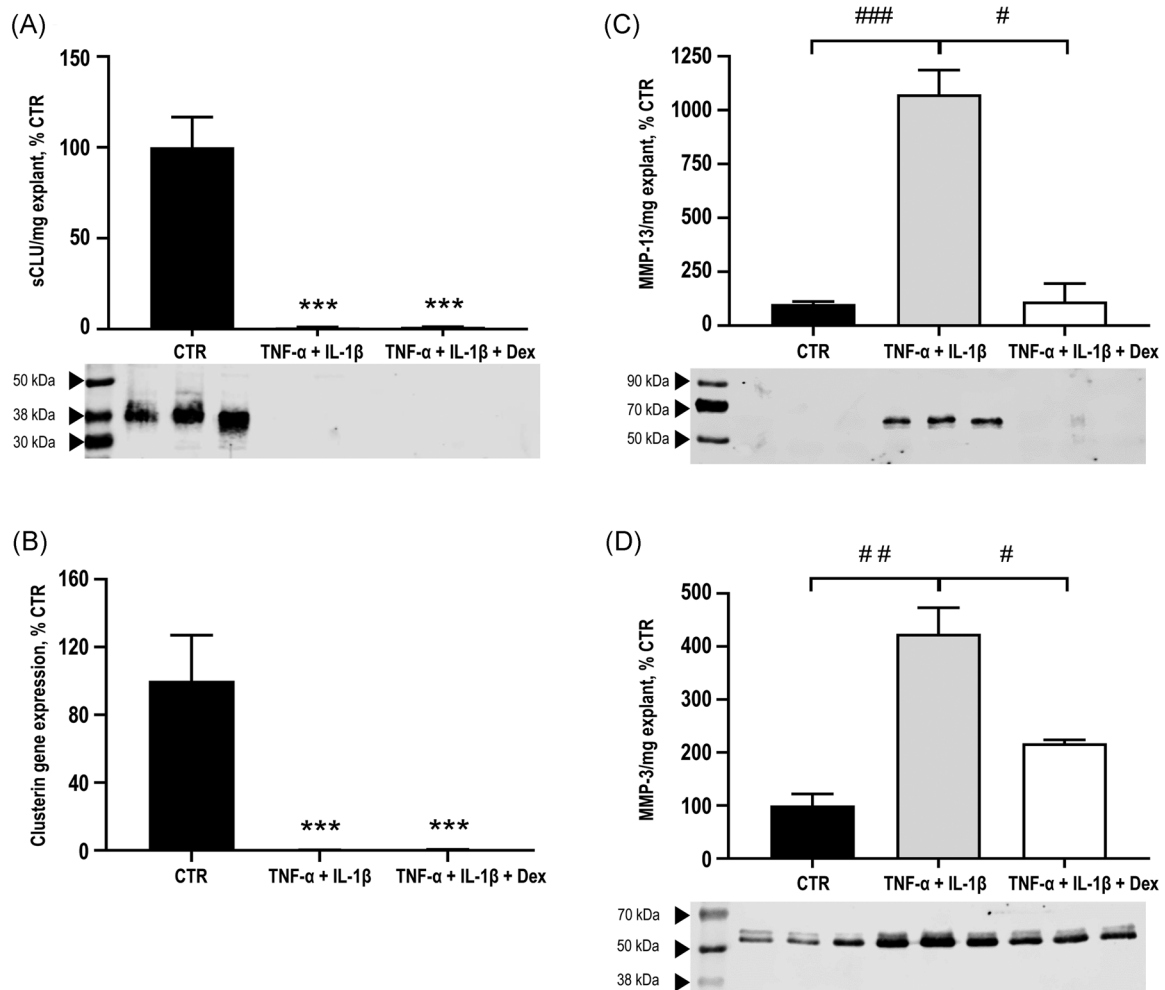 (A)
sCLU/mg explant, % CTR
150
100
50
0
***
***
CTR
TNF-α + IL-1β
TNF-α + IL-1β + Dex
50 kDa
38 kDa
30 kDa
(B)
Clusterin gene expression, % CTR
160
120
80
40
0
***
***
CTR
TNF-α + IL-1β
TNF-α + IL-1β + Dex
(C)
###
#
MMP-13/mg explant, % CTR
1250
1000
750
500
250
0
CTR
TNF-α + IL-1β
TNF-α + IL-1β + Dex
90 kDa
70 kDa
50 kDa
(D)
# #
#
MMP-3/mg explant, % CTR
500
400
300
200
100
0
CTR
TNF-α + IL-1β
TNF-α + IL-1β + Dex
70 kDa
50 kDa
38 kDa